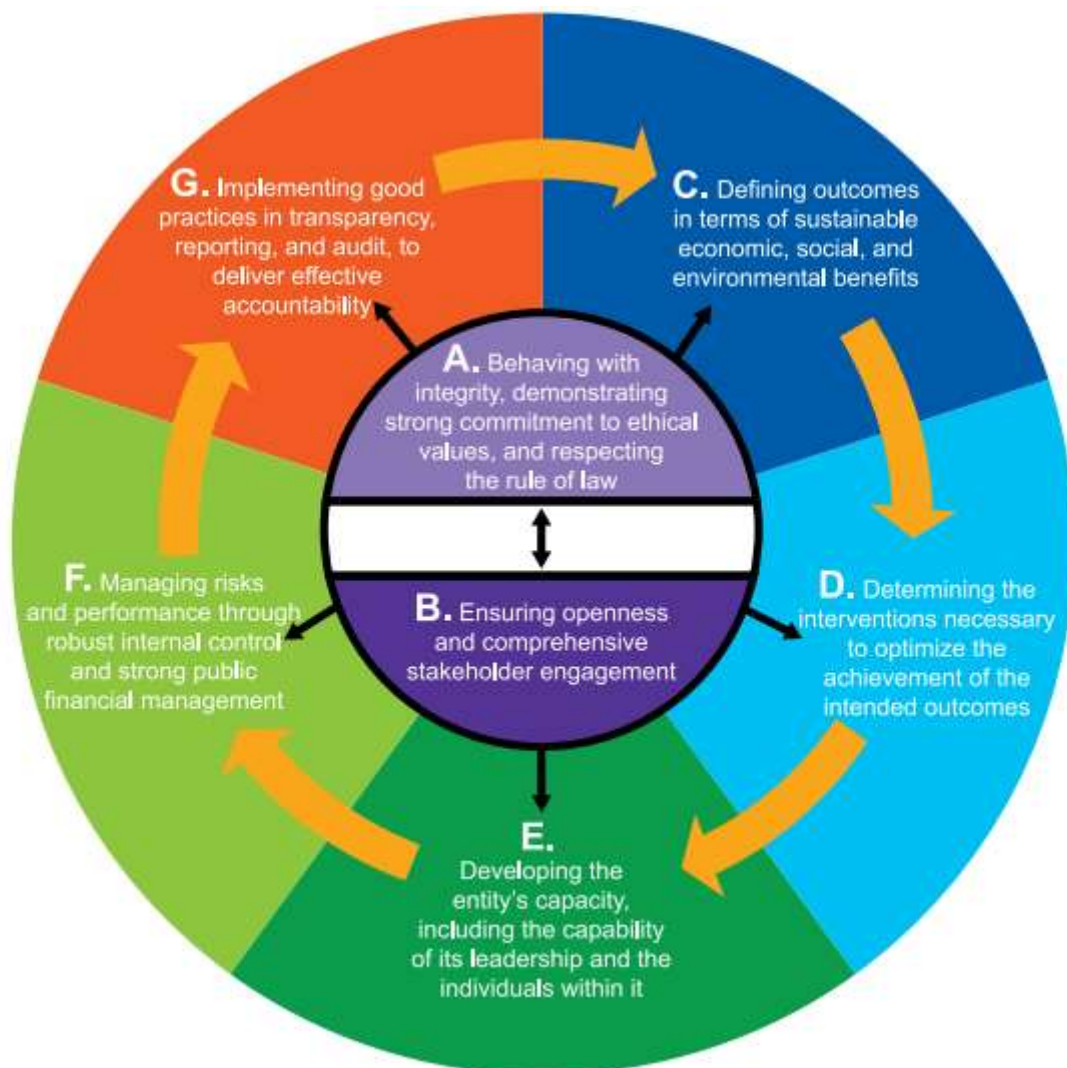 G. Implementing good
practices in transparency,
reporting, and audit, to
deliver effective
accountability
C. Defining outcomes
in terms of sustainable
economic, social, and
environmental benefits
A. Behaving with
integrity, demonstrating
strong commitment to ethical
values, and respecting
the rule of law
B. Ensuring openness
and comprehensive
stakeholder engagement
D. Determining the
interventions necessary
to optimize the
achievement of the
intended outcomes
E.
Developing the
entity's capacity,
including the capability
of its leadership and the
individuals within it
F. Managing risks
and performance through
robust internal control
and strong public
financial management